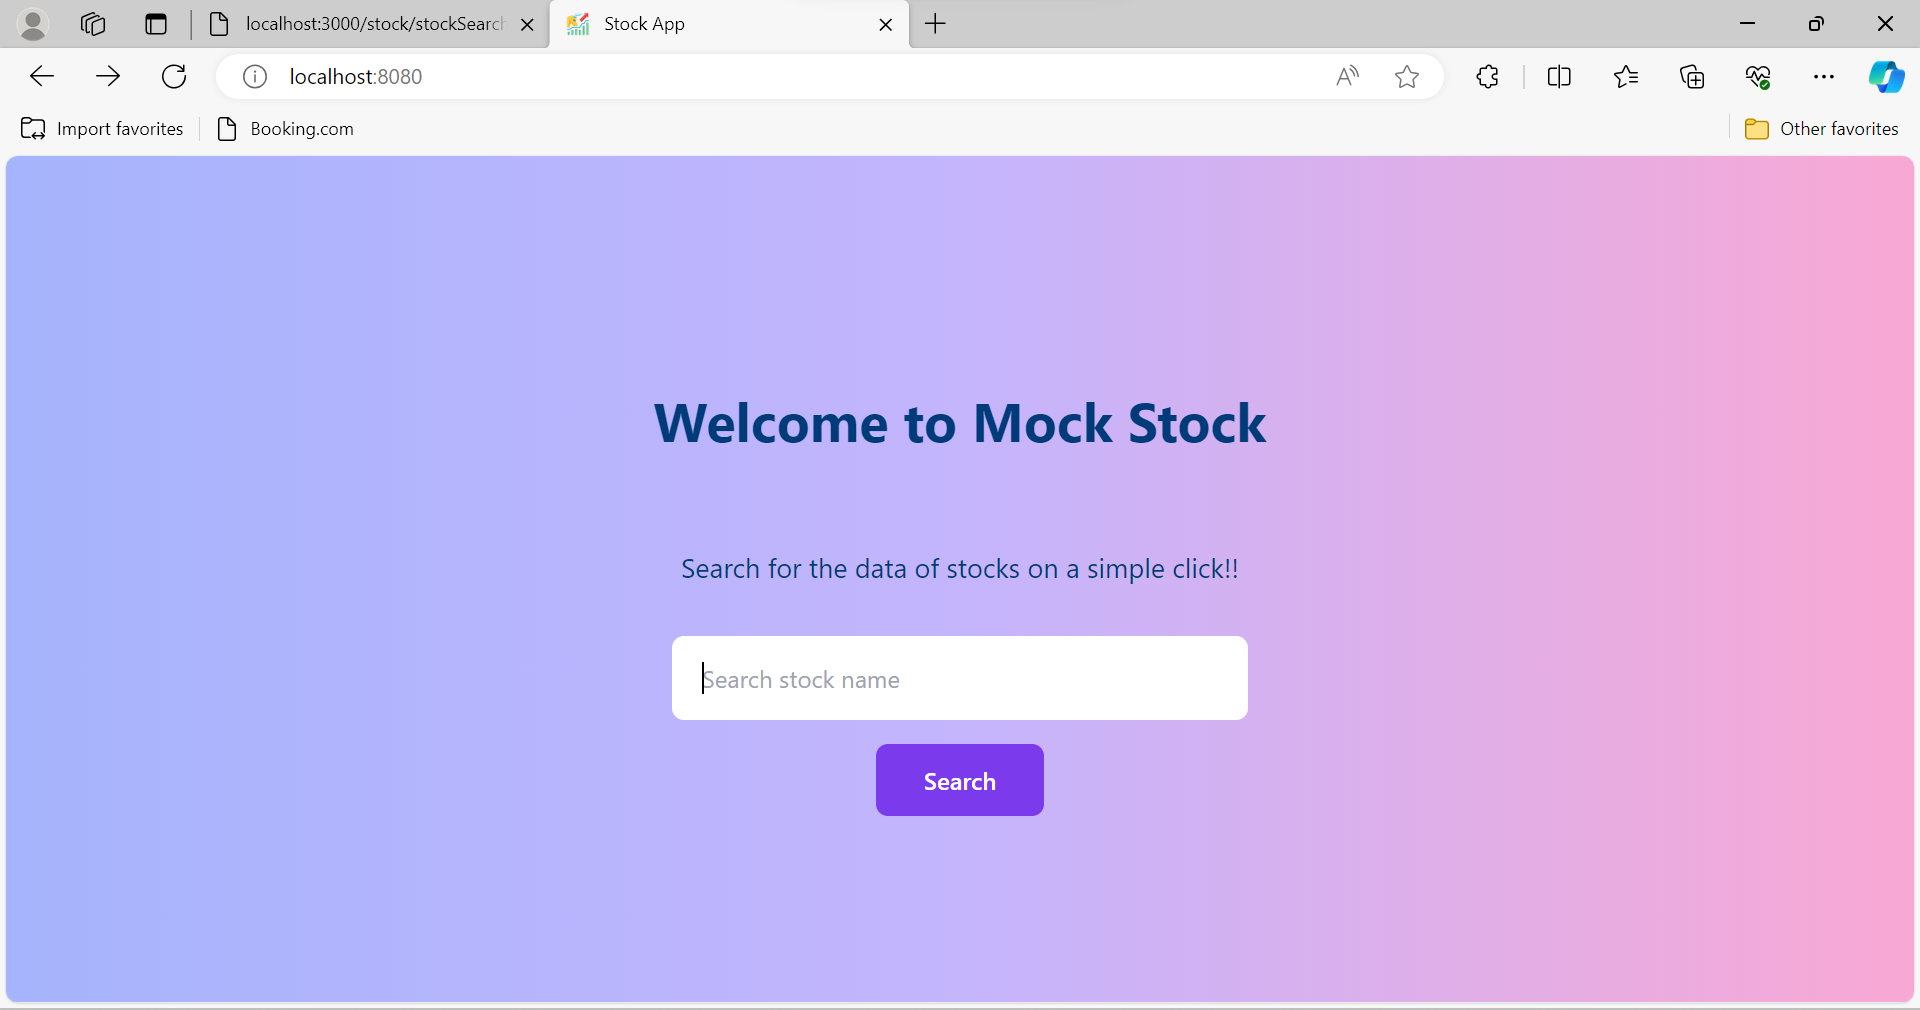 localhost:3000/stock/stockSearch
Stock App
localhost:8080
Import favorites
Booking.com
Other favorites
Welcome to Mock Stock
Search for the data of stocks on a simple click!!
Search stock name
Search